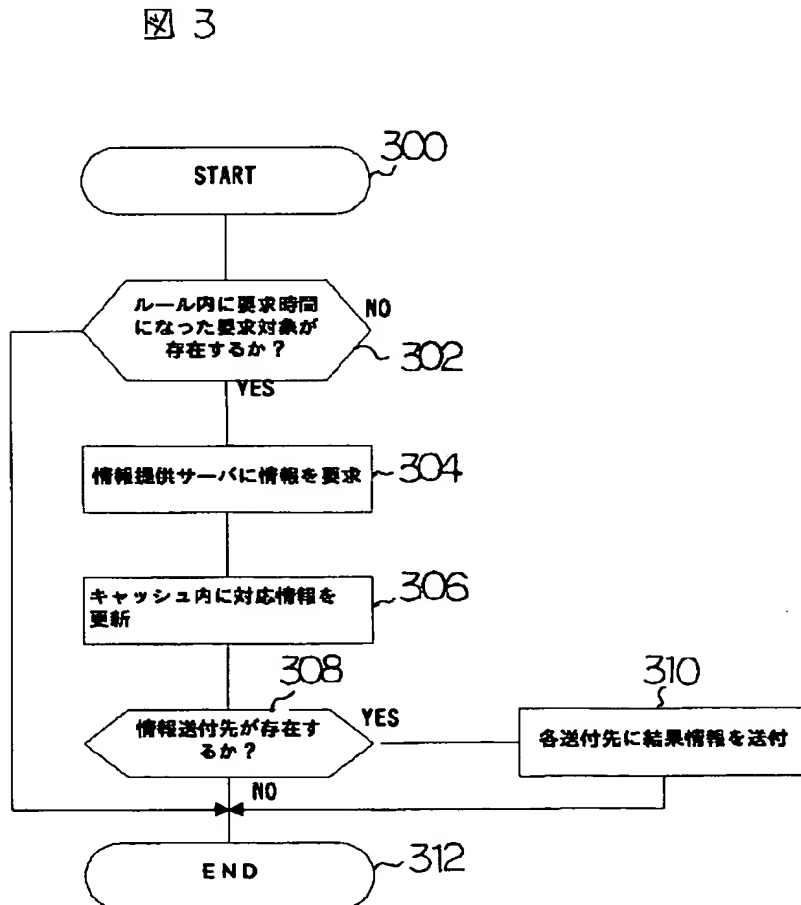 図 3
START
300
ルール内に要求時間
になった要求対象が
存在するか?
NO
302
YES
情報提供サーバに情報を要求
304
キャッシュ内に対応情報を
更新
306
308
情報送付先が存在す
るか?
YES
310
各送付先に結果情報を送付
NO
END
312